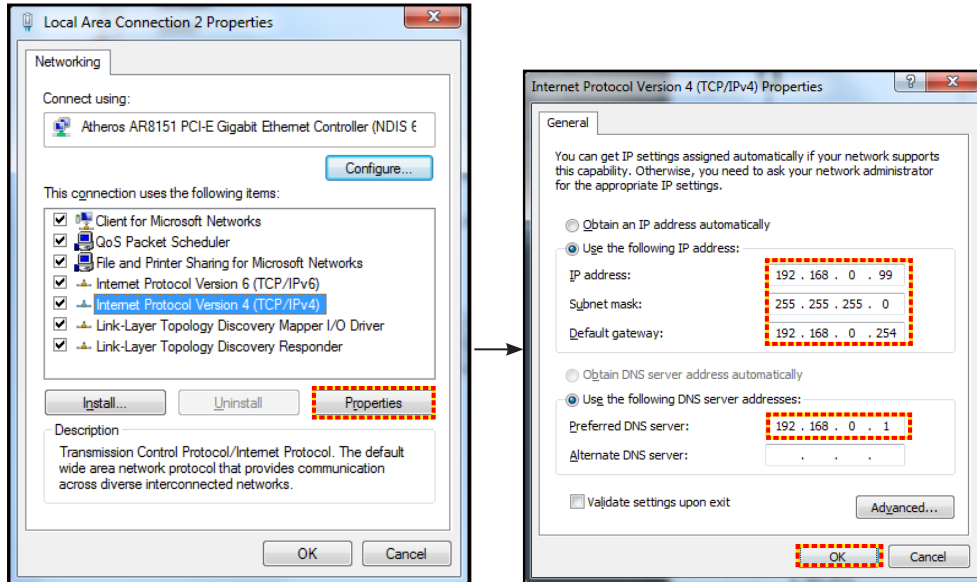 Local Area Connection 2 Properties
Networking
Connect using:
Atheros AR8151 PCI-E Gigabit Ethernet Controller (NDIS 6
Configure...
This connection uses the following items:
Client for Microsoft Networks
QoS Packet Scheduler
File and Printer Sharing for Microsoft Networks
Internet Protocol Version 6 (TCP/IPv6)
Internet Protocol Version 4 (TCP/IPv4)
Link-Layer Topology Discovery Mapper I/O Driver
Link-Layer Topology Discovery Responder
Install...
Uninstall
Properties
Description
Transmission Control Protocol/Internet Protocol. The default
wide area network protocol that provides communication
across diverse interconnected networks.
OK
Cancel
Internet Protocol Version 4 (TCP/IPv4) Properties
General
You can get IP settings assigned automatically if your network supports
this capability. Otherwise, you need to ask your network administrator
for the appropriate IP settings.
Obtain an IP address automatically
Use the following IP address:
IP address: 192 . 168 . 0 . 99
Subnet mask: 255 . 255 . 255 . 0
Default gateway: 192 . 168 . 0 . 254
Obtain DNS server address automatically
Use the following DNS server addresses:
Preferred DNS server: 192 . 168 . 0 . 1
Alternate DNS server: . . .
Validate settings upon exit
Advanced...
OK
Cancel